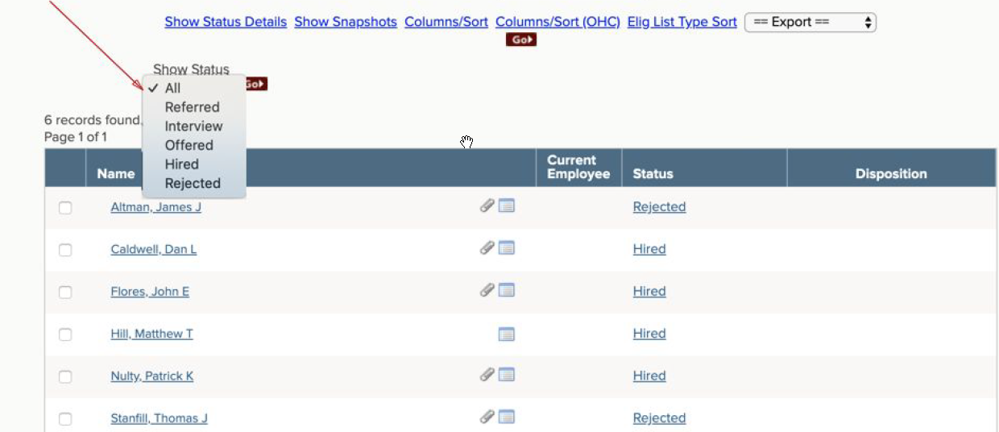 Show Status Details Show Snapshots Columns/Sort Columns/Sort (OHC) Elig List Type Sort == Export ==
Go
Show Status
All
Go
Referred
Interview
Offered
Hired
Rejected
6 records found.
Page 1 of 1
Name Current Employee Status Disposition
Altman, James J Rejected
Caldwell, Dan L Hired
Flores, John E Hired
Hill, Matthew T Hired
Nulty, Patrick K Hired
Stanfill, Thomas J Rejected